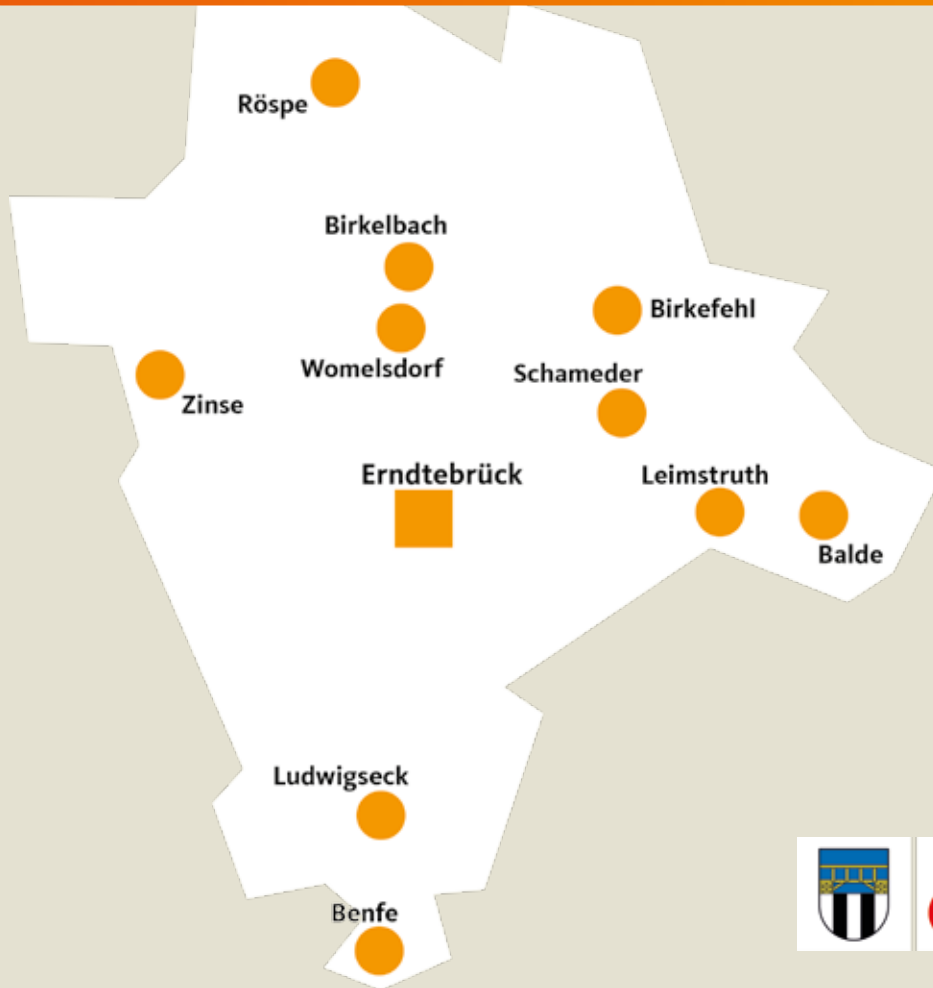 Röspe
Birkelbach
Birkefehl
Womelsdorf
Schameder
Zinse
Erndtebrück
Leimstruth
Balde
Ludwigseck
Benfe